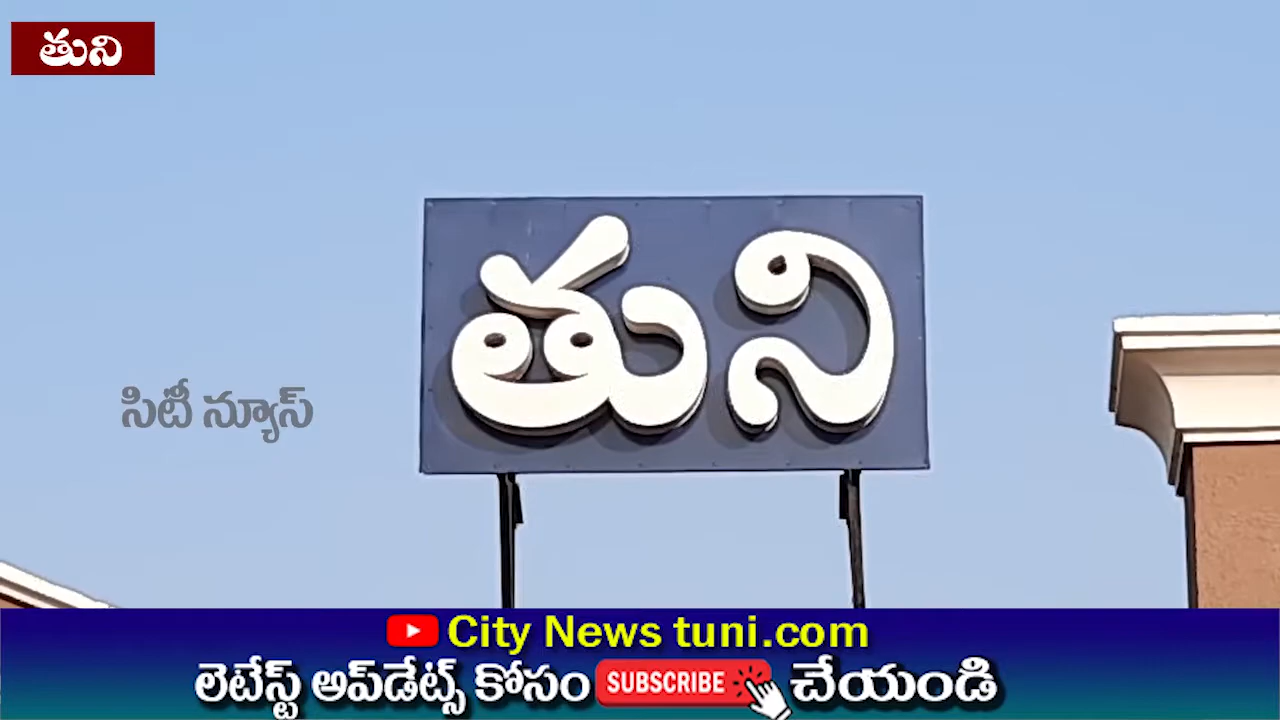 తుని
తుని
సిటీ న్యూస్
City News tuni.com
లెటేస్ట్ అప్‌డేట్స్ కోసం SUBSCRIBE చేయండి